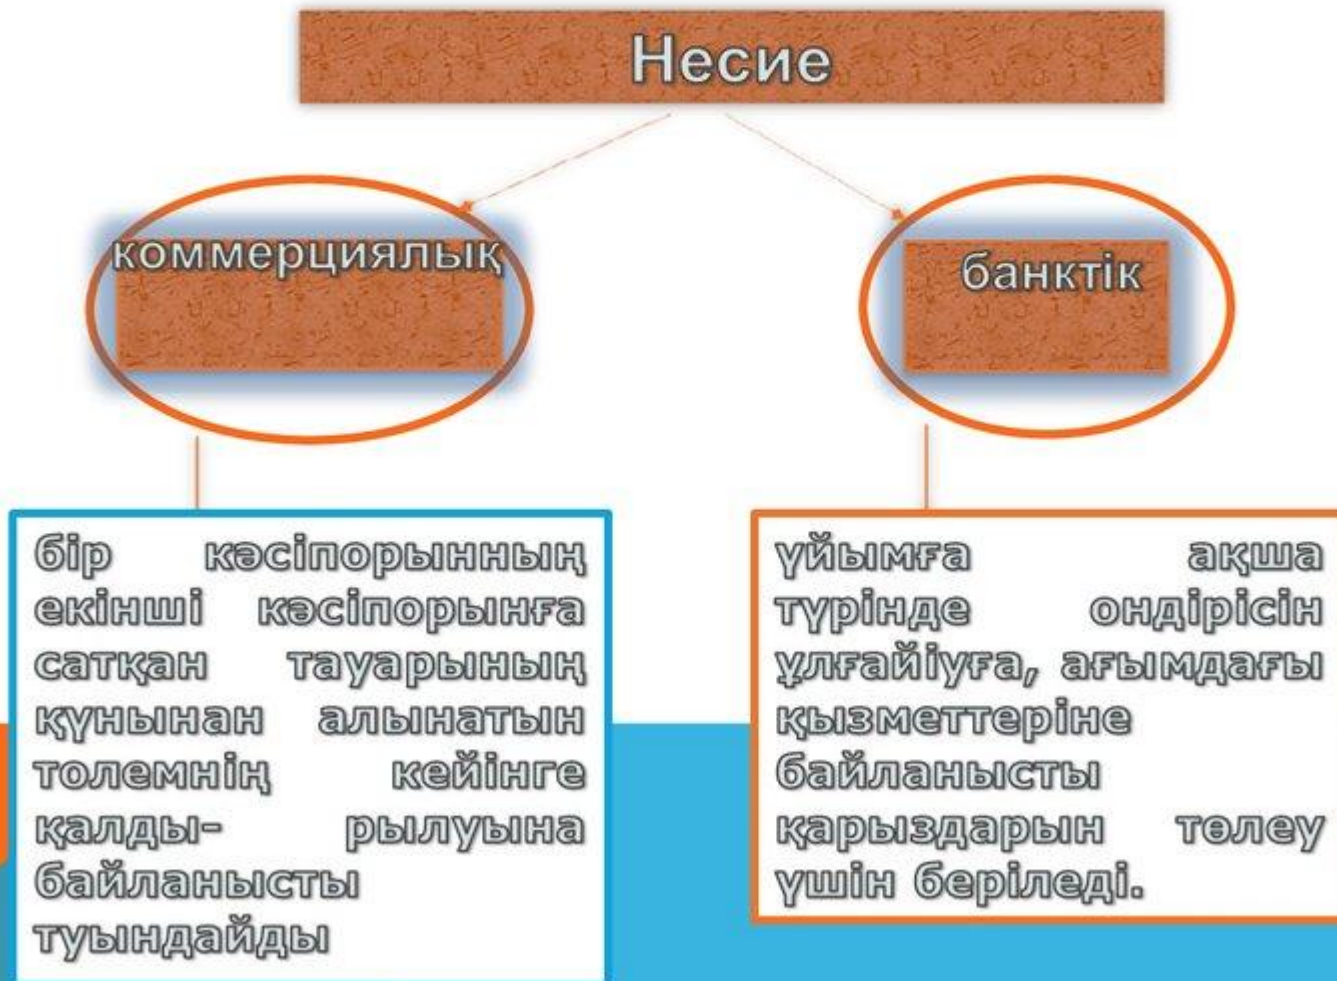 Несие
коммерциялық
банктік
бір кәсіпорынның
екінші кәсіпорынға
сатқан тауарының
құнынан алынатын
толемнің кейінге
қалды- рылуына
байланысты
туындайды
үйымға ақша
түрінде ондірісін
ұлғайіуға, ағымдағы
қызметтеріне
байланысты
қарыздарын төлеу
үшін беріледі.